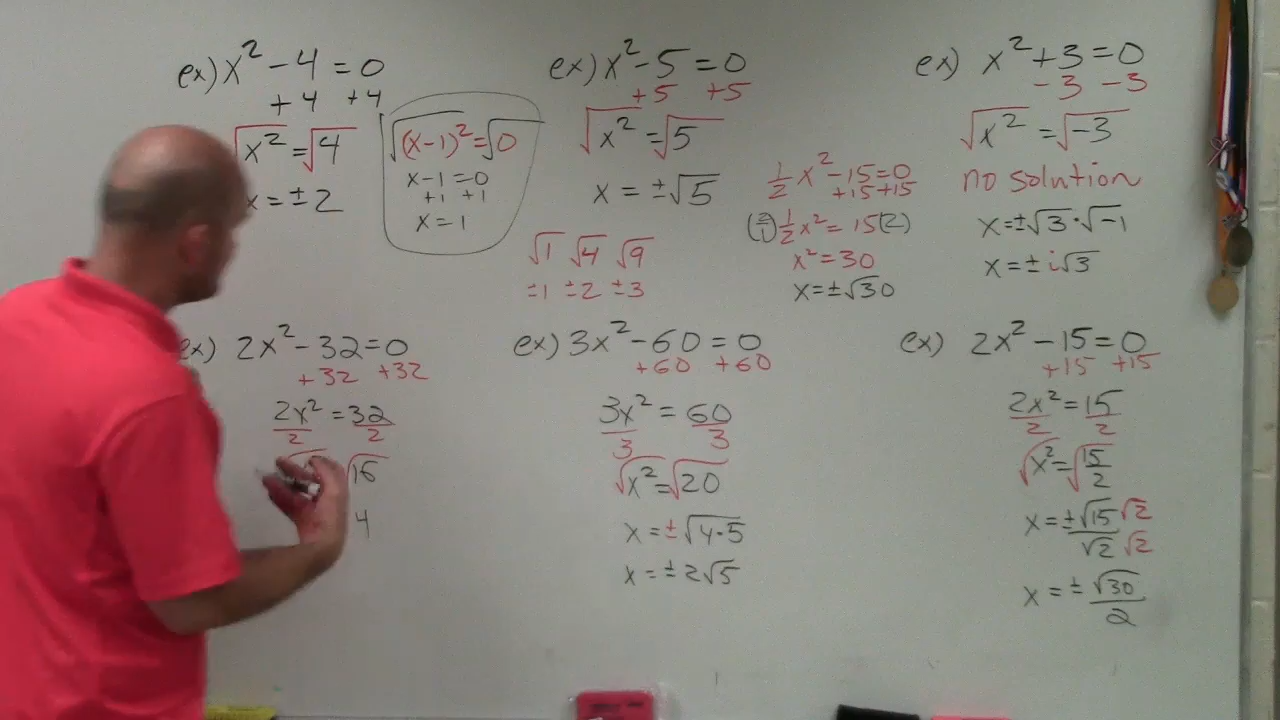 ex) x² - 4 = 0
+4 +4
√x² = √4
x = ± 2
√(x-1)² = √0
x-1 = 0
+1 +1
x = 1
ex) x² - 5 = 0
+5 +5
√x² = √5
x = ±√5
√1 √4 √9
±1 ±2 ±3
½x² - 15 = 0
+15 +15
(2/1) ½x² = 15(2)
x² = 30
x = ±√30
ex) x² + 3 = 0
-3 -3
√x² = √-3
no solution
x = ±√3 · √-1
x = ± i√3
ex) 2x² - 32 = 0
+32 +32
2x² = 32
2 2
√16
4
ex) 3x² - 60 = 0
+60 +60
3x² = 60
3 3
√x² = √20
x = ±√4·5
x = ± 2√5
ex) 2x² - 15 = 0
+15 +15
2x² = 15
2 2
√x² = √15/2
x = ±√15 √2
√2 √2
x = ± √30
2